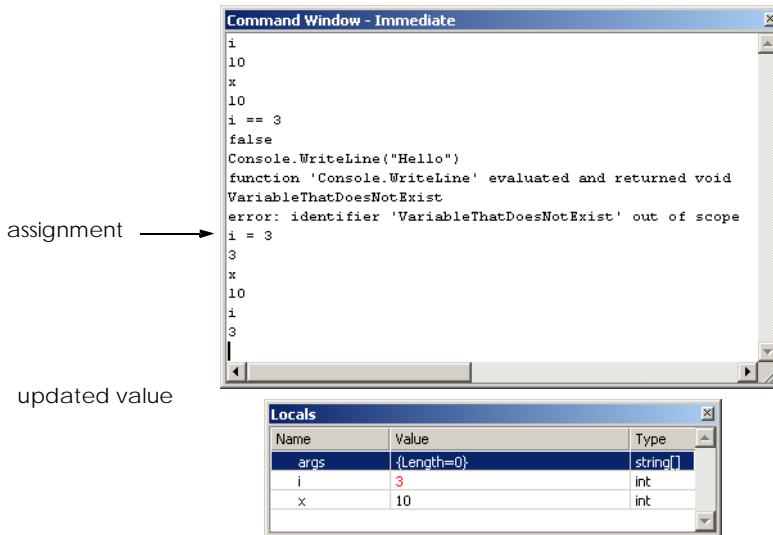 Command Window - Immediate
i
10
x
10
i == 3
false
Console.WriteLine("Hello")
function 'Console.WriteLine' evaluated and returned void
VariableThatDoesNotExist
error: identifier 'VariableThatDoesNotExist' out of scope
assignment
i = 3
3
x
10
i
3
updated value
Locals
Name Value Type
args {Length=0} string[]
i 3 int
x 10 int